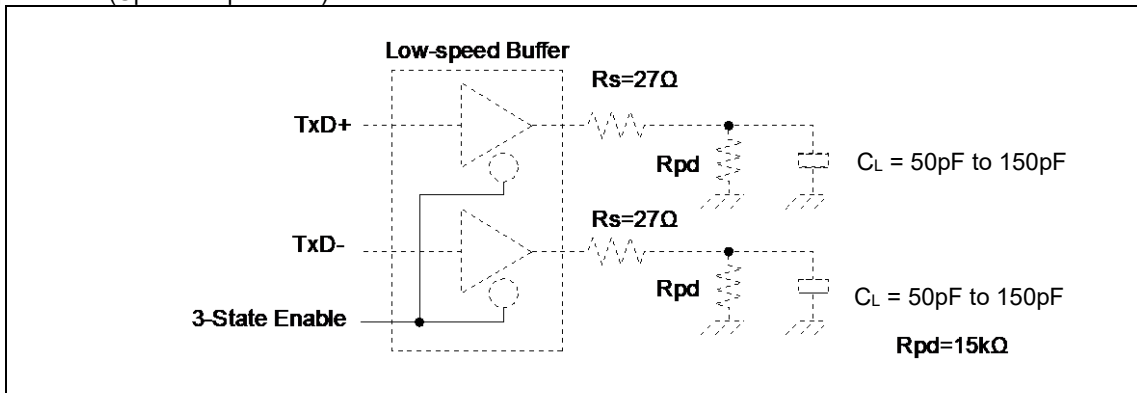 Low-speed Buffer
Rs=27Ω
TxD+
Rpd
CL = 50pF to 150pF
Rs=27Ω
TxD-
Rpd
CL = 50pF to 150pF
3-State Enable
Rpd=15kΩ